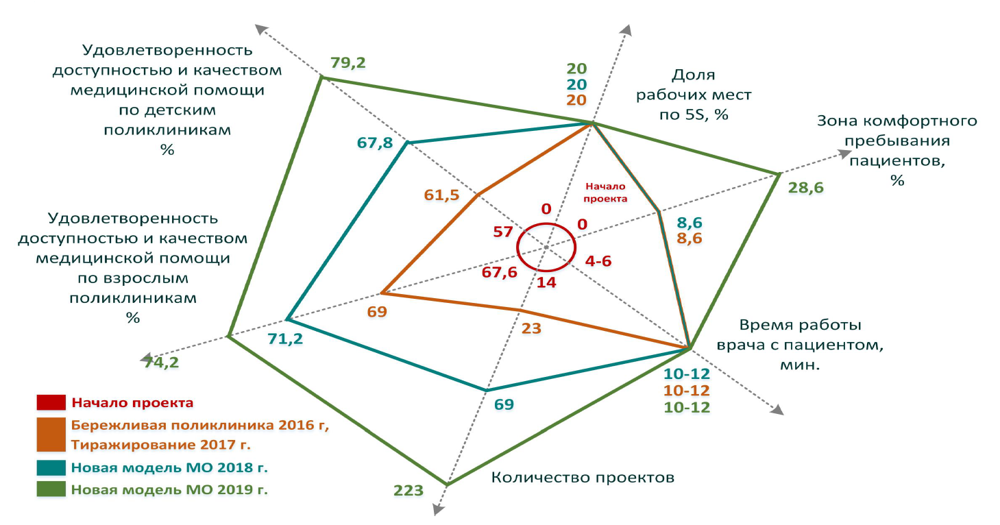 Удовлетворенность
доступностью и качеством
медицинской помощи
по детским
поликлиникам
%
79,2
20
20
20
Доля
рабочих мест
по 5S, %
Зона комфортного
пребывания
пациентов,
%
28,6
67,8
61,5
Начало
проекта
0
0
57
8,6
8,6
Удовлетворенность
доступностью и качеством
медицинской помощи
по взрослым
поликлиникам
%
67,6
4-6
14
69
23
71,2
74,2
Время работы
врача с пациентом,
мин.
10-12
10-12
10-12
69
223
Количество проектов
Начало проекта
Бережливая поликлиника 2016 г,
Тиражирование 2017 г.
Новая модель МО 2018 г.
Новая модель МО 2019 г.